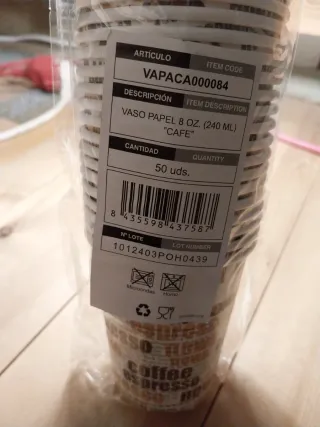 ARTÍCULO ITEM CODE
VAPACA000084
DESCRIPCIÓN ITEM DESCRIPTION
VASO PAPEL 8 OZ. (240 ML)
"CAFE"
CANTIDAD QUANTITY
50 uds.
8 435598 437587
Nº LOTE LOT NUMBER
1012403POH0439
Microondas Horno
coffee
espresso